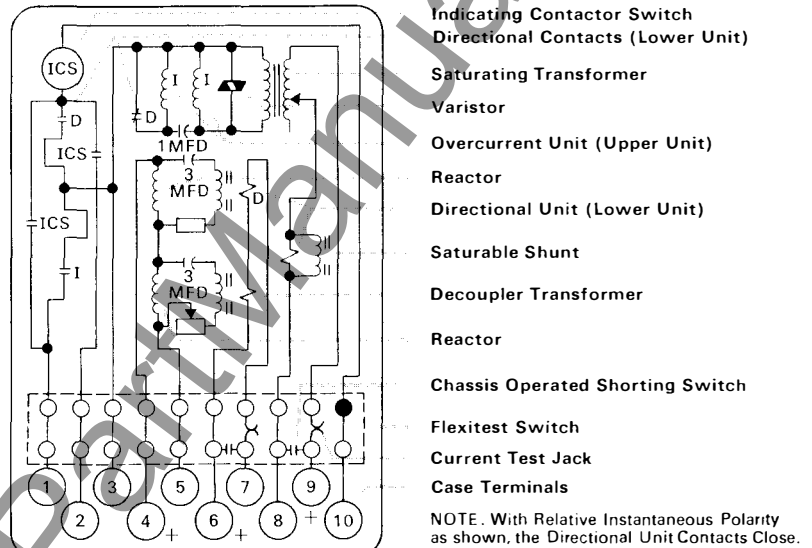 Indicating Contactor Switch
Directional Contacts (Lower Unit)
Saturating Transformer
Varistor
Overcurrent Unit (Upper Unit)
Reactor
Directional Unit (Lower Unit)
Saturable Shunt
Decoupler Transformer
Reactor
Chassis Operated Shorting Switch
Flexitest Switch
Current Test Jack
Case Terminals
NOTE. With Relative Instantaneous Polarity
as shown, the Directional Unit Contacts Close.
ICS
D
ICS
ICS
I
D
I
I
1 MFD
3
MFD
D
3
MFD
1
2
3
4
+
5
6
+
7
8
9
+
10